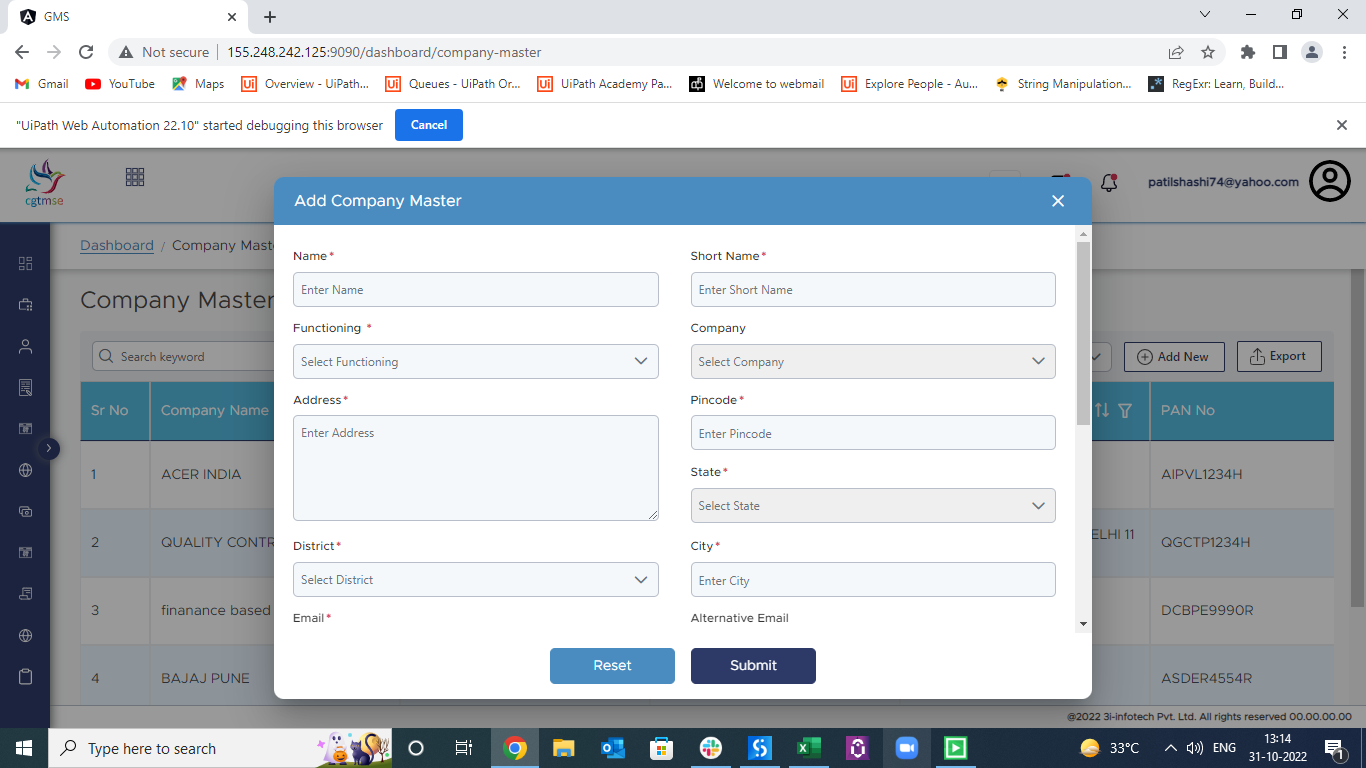 GMS
Not secure
155.248.242.125:9090/dashboard/company-master
Gmail YouTube Maps Overview - UiPath... Queues - UiPath Or... UiPath Academy Pa... Welcome to webmail Explore People - Au... String Manipulation... RegExr: Learn, Build...
"UiPath Web Automation 22.10" started debugging this browser Cancel
cgtmse
patilshashi74@yahoo.com
Add Company Master
Dashboard / Company Mast
Company Master
Name* Short Name*
Enter Name Enter Short Name
Functioning * Company
Search keyword Select Functioning Select Company Add New Export
Address* Pincode*
Sr No Company Name Enter Address Enter Pincode PAN No
State*
1 ACER INDIA AIPVL1234H
Select State
2 QUALITY CONTR ELHI 11 QGCTP1234H
District* City*
Select District Enter City
3 finanance based DCBPE9990R
Email* Alternative Email
Reset Submit
4 BAJAJ PUNE ASDER4554R
@2022 3i-infotech Pvt. Ltd. All rights reserved 00.00.00.00
Type here to search 33°C ENG 13:14
31-10-2022
1